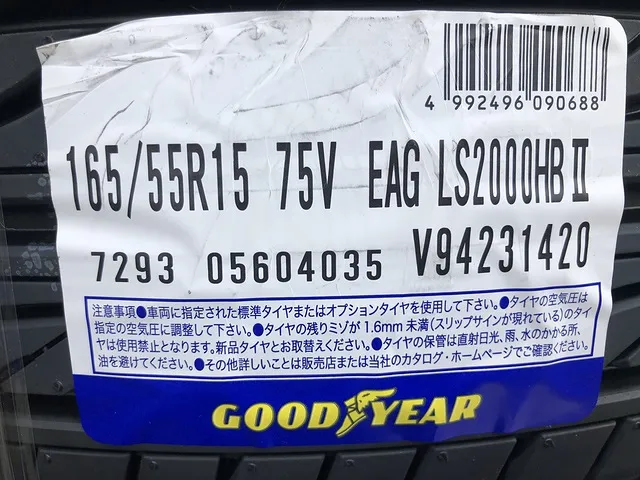 4 992496 090688
165/55R15 75V EAG LS2000HBⅡ
7293 05604035 V94231420
注意事項●車両に指定された標準タイヤまたはオプションタイヤを使用して下さい。●タイヤの空気圧は
指定の空気圧に調整して下さい。●タイヤの残りミゾが1.6mm未満(スリップサインが現れている)のタイ
ヤは使用禁止となります。新品タイヤとお取替えください。●タイヤの保管は直射日光、雨、水のかかる所、
油を避けてください。●その他詳しいことは販売店または当社のカタログ・ホームページでご確認ください。
GOODYEAR